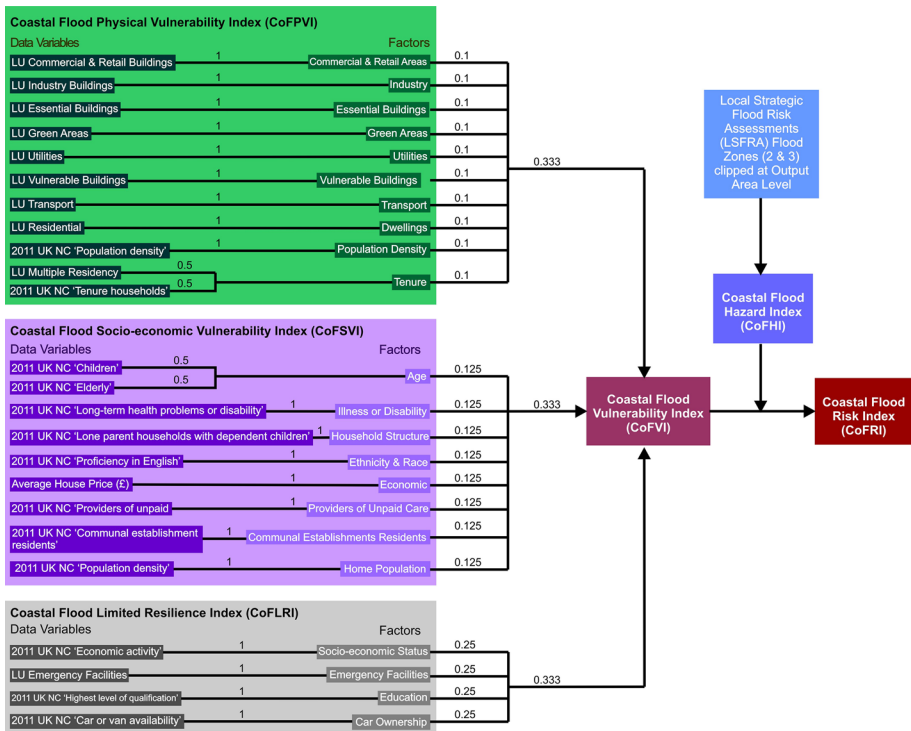 Coastal Flood Physical Vulnerability Index (CoFPVI)
Data Variables Factors
LU Commercial & Retail Buildings 1 Commercial & Retail Areas 0.1
LU Industry Buildings 1 Industry 0.1
LU Essential Buildings 1 Essential Buildings 0.1
LU Green Areas 1 Green Areas 0.1
LU Utilities 1 Utilities 0.1
LU Vulnerable Buildings 1 Vulnerable Buildings 0.1
LU Transport 1 Transport 0.1
LU Residential 1 Dwellings 0.1
2011 UK NC 'Population density' 1 Population Density 0.1
LU Multiple Residency 0.5
2011 UK NC 'Tenure households' 0.5
Tenure 0.1
0.333
Coastal Flood Socio-economic Vulnerability Index (CoFSVI)
Data Variables Factors
2011 UK NC 'Children' 0.5
2011 UK NC 'Elderly' 0.5
Age 0.125
2011 UK NC 'Long-term health problems or disability' 1 Illness or Disability 0.125
2011 UK NC 'Lone parent households with dependent children' 1 Household Structure 0.125
2011 UK NC 'Proficiency in English' 1 Ethnicity & Race 0.125
Average House Price (£) 1 Economic 0.125
2011 UK NC 'Providers of unpaid 1 Providers of Unpaid Care 0.125
2011 UK NC 'Communal establishment
residents' 1 Communal Establishments Residents 0.125
2011 UK NC 'Population density' 1 Home Population 0.125
0.333
Coastal Flood Limited Resilience Index (CoFLRI)
Data Variables Factors
2011 UK NC 'Economic activity' 1 Socio-economic Status 0.25
LU Emergency Facilities 1 Emergency Facilities 0.25
2011 UK NC 'Highest level of qualification' 1 Education 0.25
2011 UK NC 'Car or van availability' 1 Car Ownership 0.25
0.333
Local Strategic
Flood Risk
Assessments
(LSFRA) Flood
Zones (2 & 3)
clipped at Output
Area Level
Coastal Flood
Hazard Index
(CoFHI)
Coastal Flood
Vulnerability Index
(CoFVI)
Coastal Flood
Risk Index
(CoFRI)